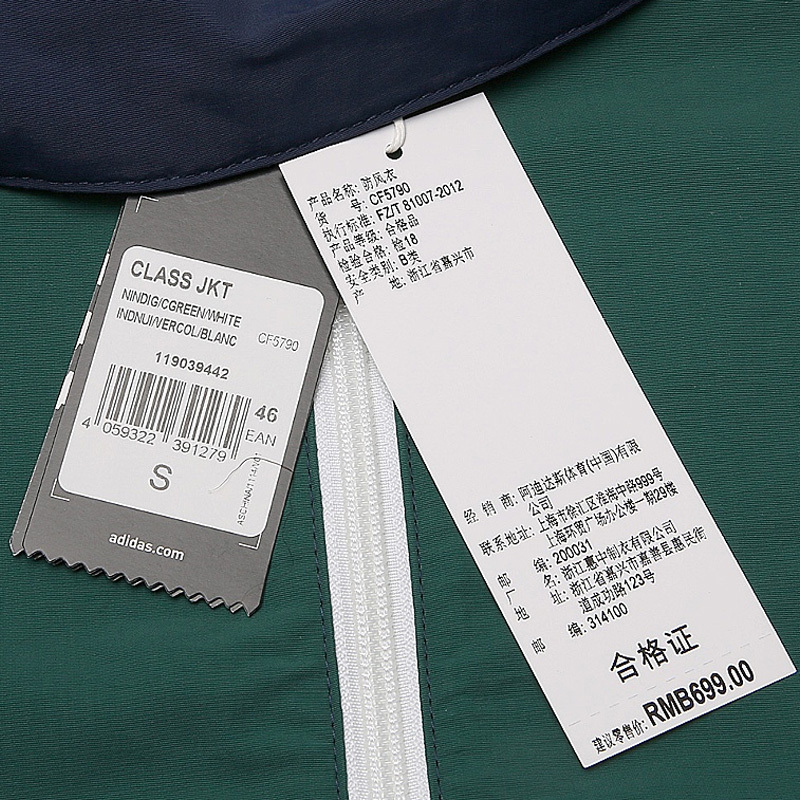 CLASS JKT
NINDIG/CGREEN/WHITE
INDNUI/VERCOL/BLANC
CF5790
119039442
46
4 059322 391279
EAN
S
adidas.com
产品名称: 防风衣
货 号: CF5790
执行标准: FZ/T 81007-2012
产品等级: 合格品
检验合格: 检18
安全类别: B类
产 地: 浙江省嘉兴市
经 销 商: 阿迪达斯体育(中国)有限
公司
联系地址: 上海市徐汇区淮海中路999号
上海环贸广场办公楼一期29楼
邮 编: 200031
厂 名: 浙江惠中制衣有限公司
地 址: 浙江省嘉兴市嘉善县惠民街
道成功路123号
邮 编: 314100
合格证
建议零售价: RMB699.00